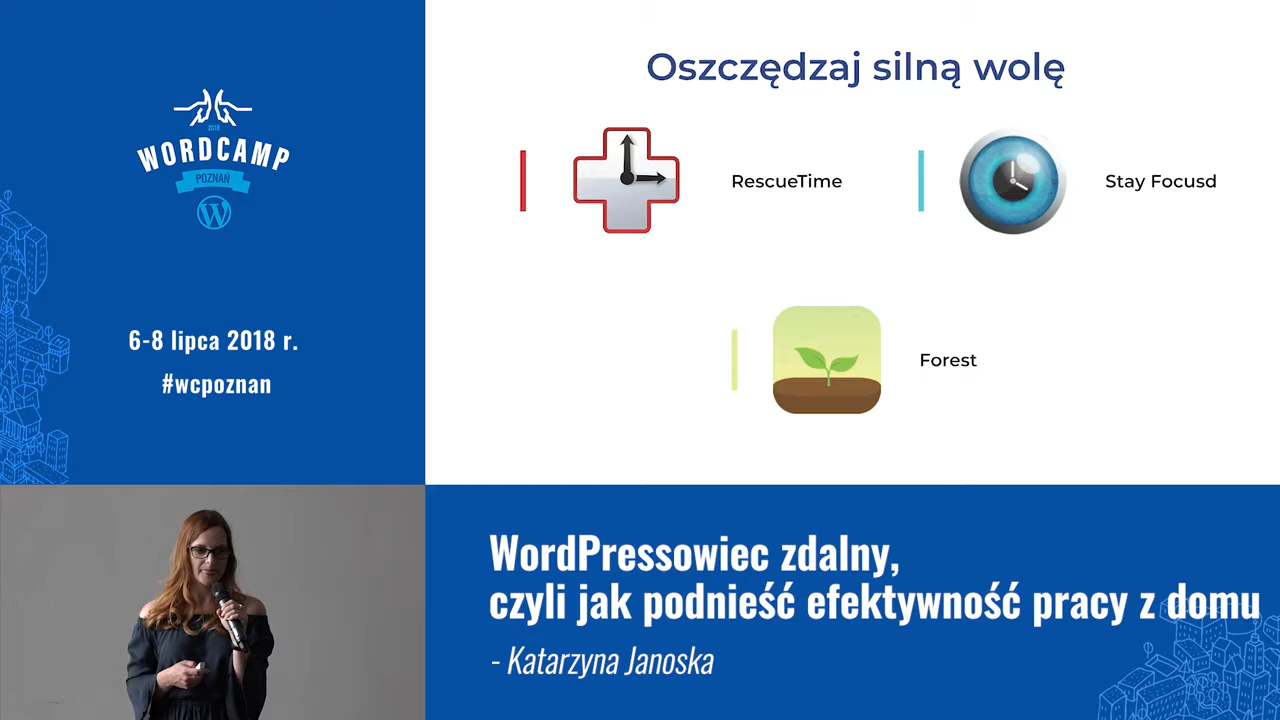 2018
WORDCAMP
POZNAŃ
6-8 lipca 2018 r.
#wcpoznan
Oszczędzaj silną wolę
RescueTime
Stay Focusd
Forest
WordPressowiec zdalny,
czyli jak podnieść efektywność pracy z domu
- Katarzyna Janoska